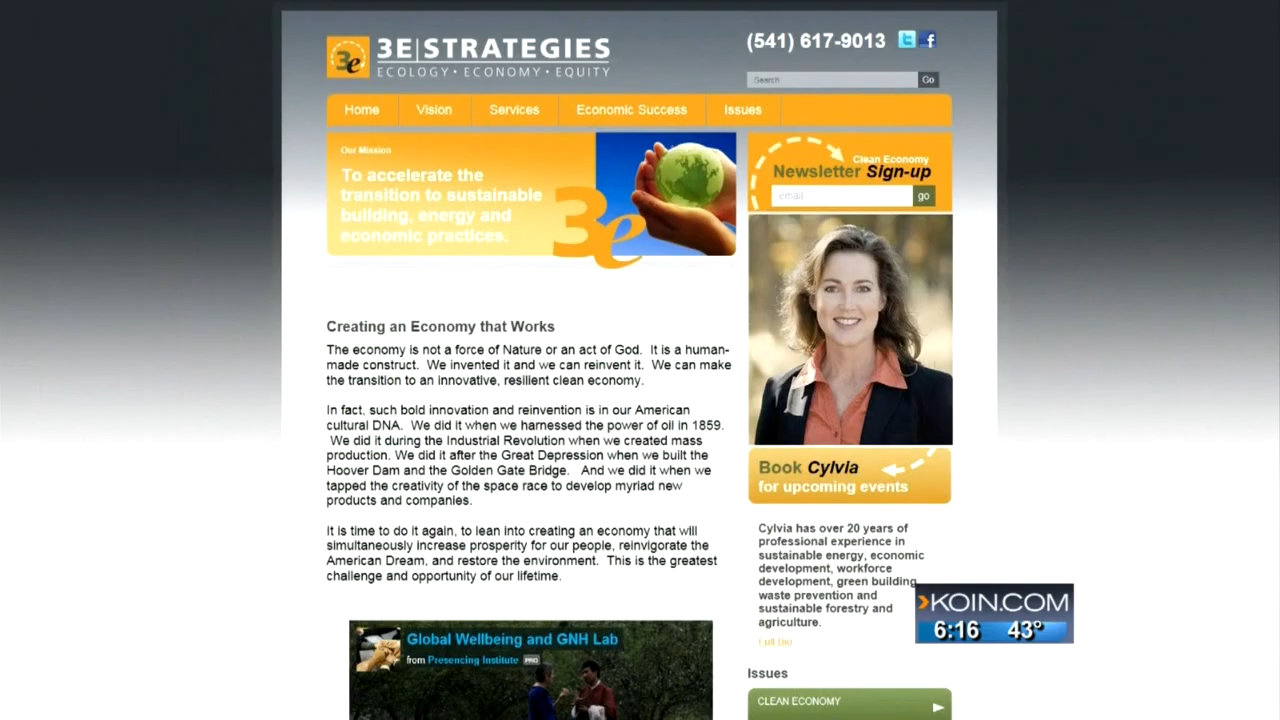 3E|STRATEGIES
ECOLOGY • ECONOMY • EQUITY
3e
(541) 617-9013
Search
Go
Home
Vision
Services
Economic Success
Issues
Our Mission
To accelerate the
transition to sustainable
building, energy and
economic practices.
3e
Clean Economy
Newsletter Sign-up
email
go
Creating an Economy that Works
The economy is not a force of Nature or an act of God. It is a human-
made construct. We invented it and we can reinvent it. We can make
the transition to an innovative, resilient clean economy.
In fact, such bold innovation and reinvention is in our American
cultural DNA. We did it when we harnessed the power of oil in 1859.
We did it during the Industrial Revolution when we created mass
production. We did it after the Great Depression when we built the
Hoover Dam and the Golden Gate Bridge. And we did it when we
tapped the creativity of the space race to develop myriad new
products and companies.
It is time to do it again, to lean into creating an economy that will
simultaneously increase prosperity for our people, reinvigorate the
American Dream, and restore the environment. This is the greatest
challenge and opportunity of our lifetime.
Global Wellbeing and GNH Lab
from Presencing Institute PRO
Book Cylvia
for upcoming events
Cylvia has over 20 years of
professional experience in
sustainable energy, economic
development, workforce
development, green building
waste prevention and
sustainable forestry and
agriculture.
Full Bio
Issues
CLEAN ECONOMY
KOIN.COM
6:16 43°